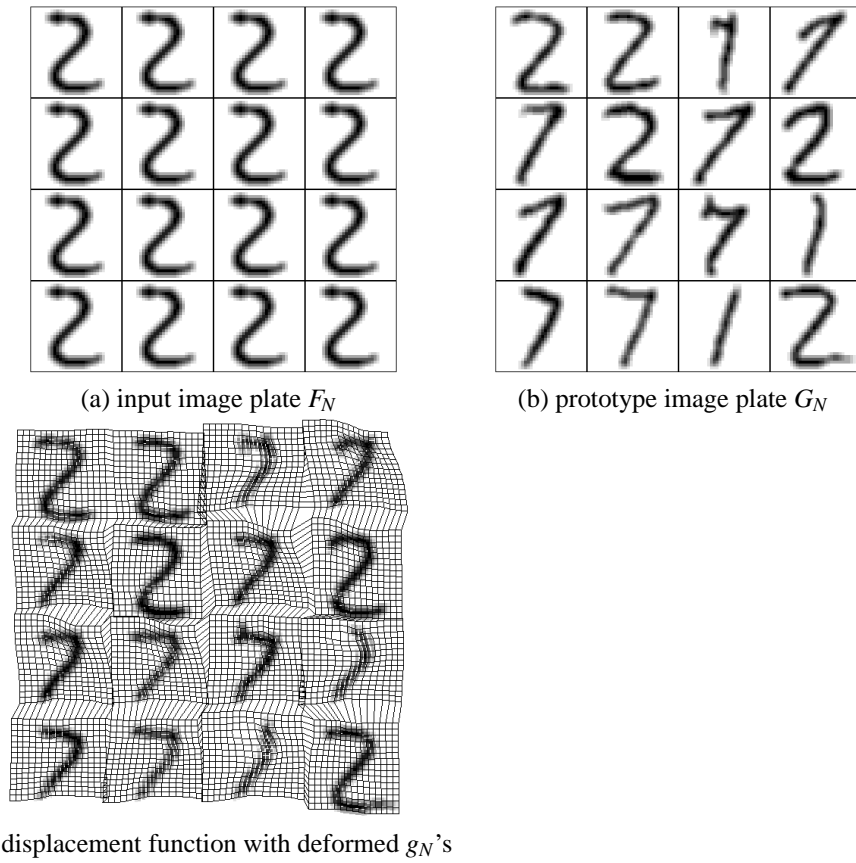 (a) input image plate F_N
(b) prototype image plate G_N
displacement function with deformed g_N's